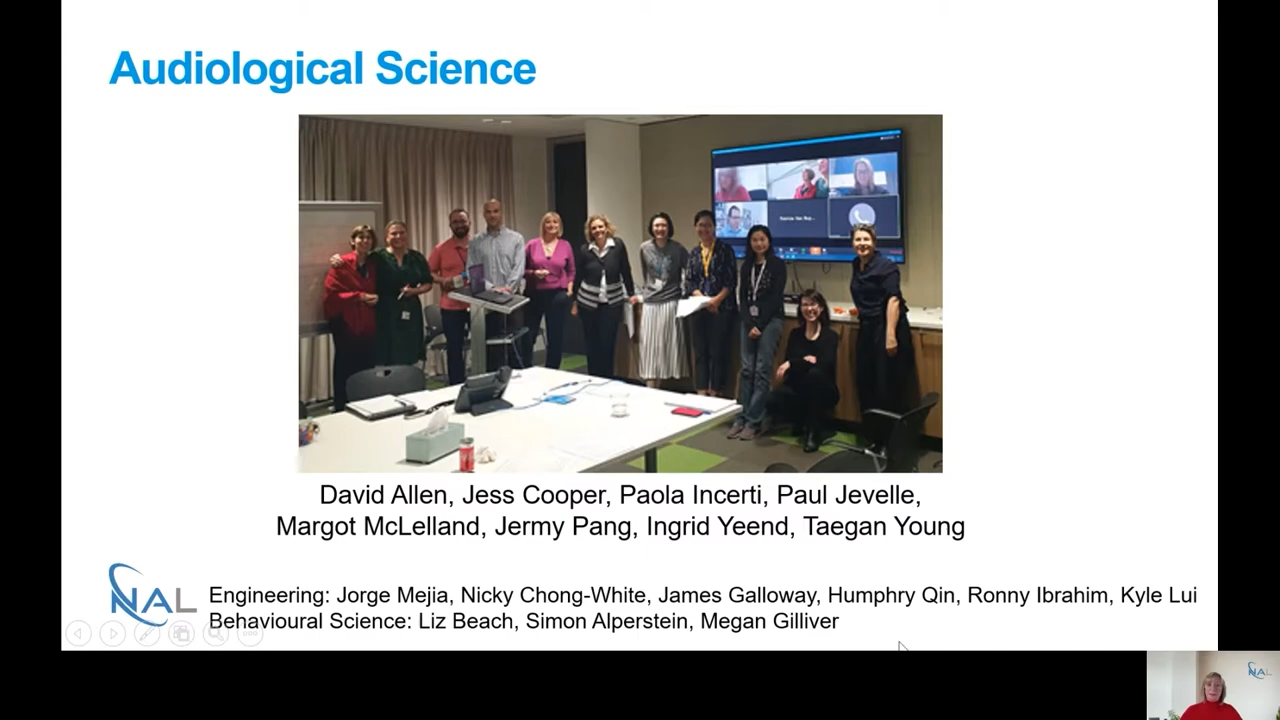 Audiological Science
David Allen, Jess Cooper, Paola Incerti, Paul Jevelle,
Margot McLelland, Jermy Pang, Ingrid Yeend, Taegan Young
NAL
Engineering: Jorge Mejia, Nicky Chong-White, James Galloway, Humphry Qin, Ronny Ibrahim, Kyle Lui
Behavioural Science: Liz Beach, Simon Alperstein, Megan Gilliver
NAL